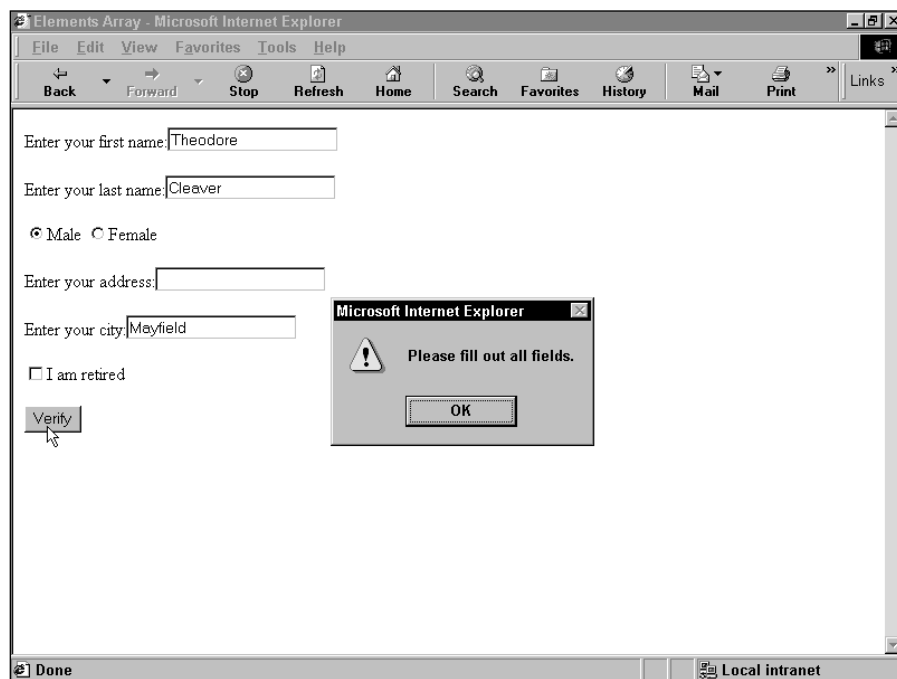 Elements Array - Microsoft Internet Explorer
File Edit View Favorites Tools Help
Back Forward Stop Refresh Home Search Favorites History Mail Print » Links »
Enter your first name: Theodore
Enter your last name: Cleaver
Male Female
Enter your address:
Enter your city: Mayfield
I am retired
Verify
Microsoft Internet Explorer
Please fill out all fields.
OK
Done Local intranet